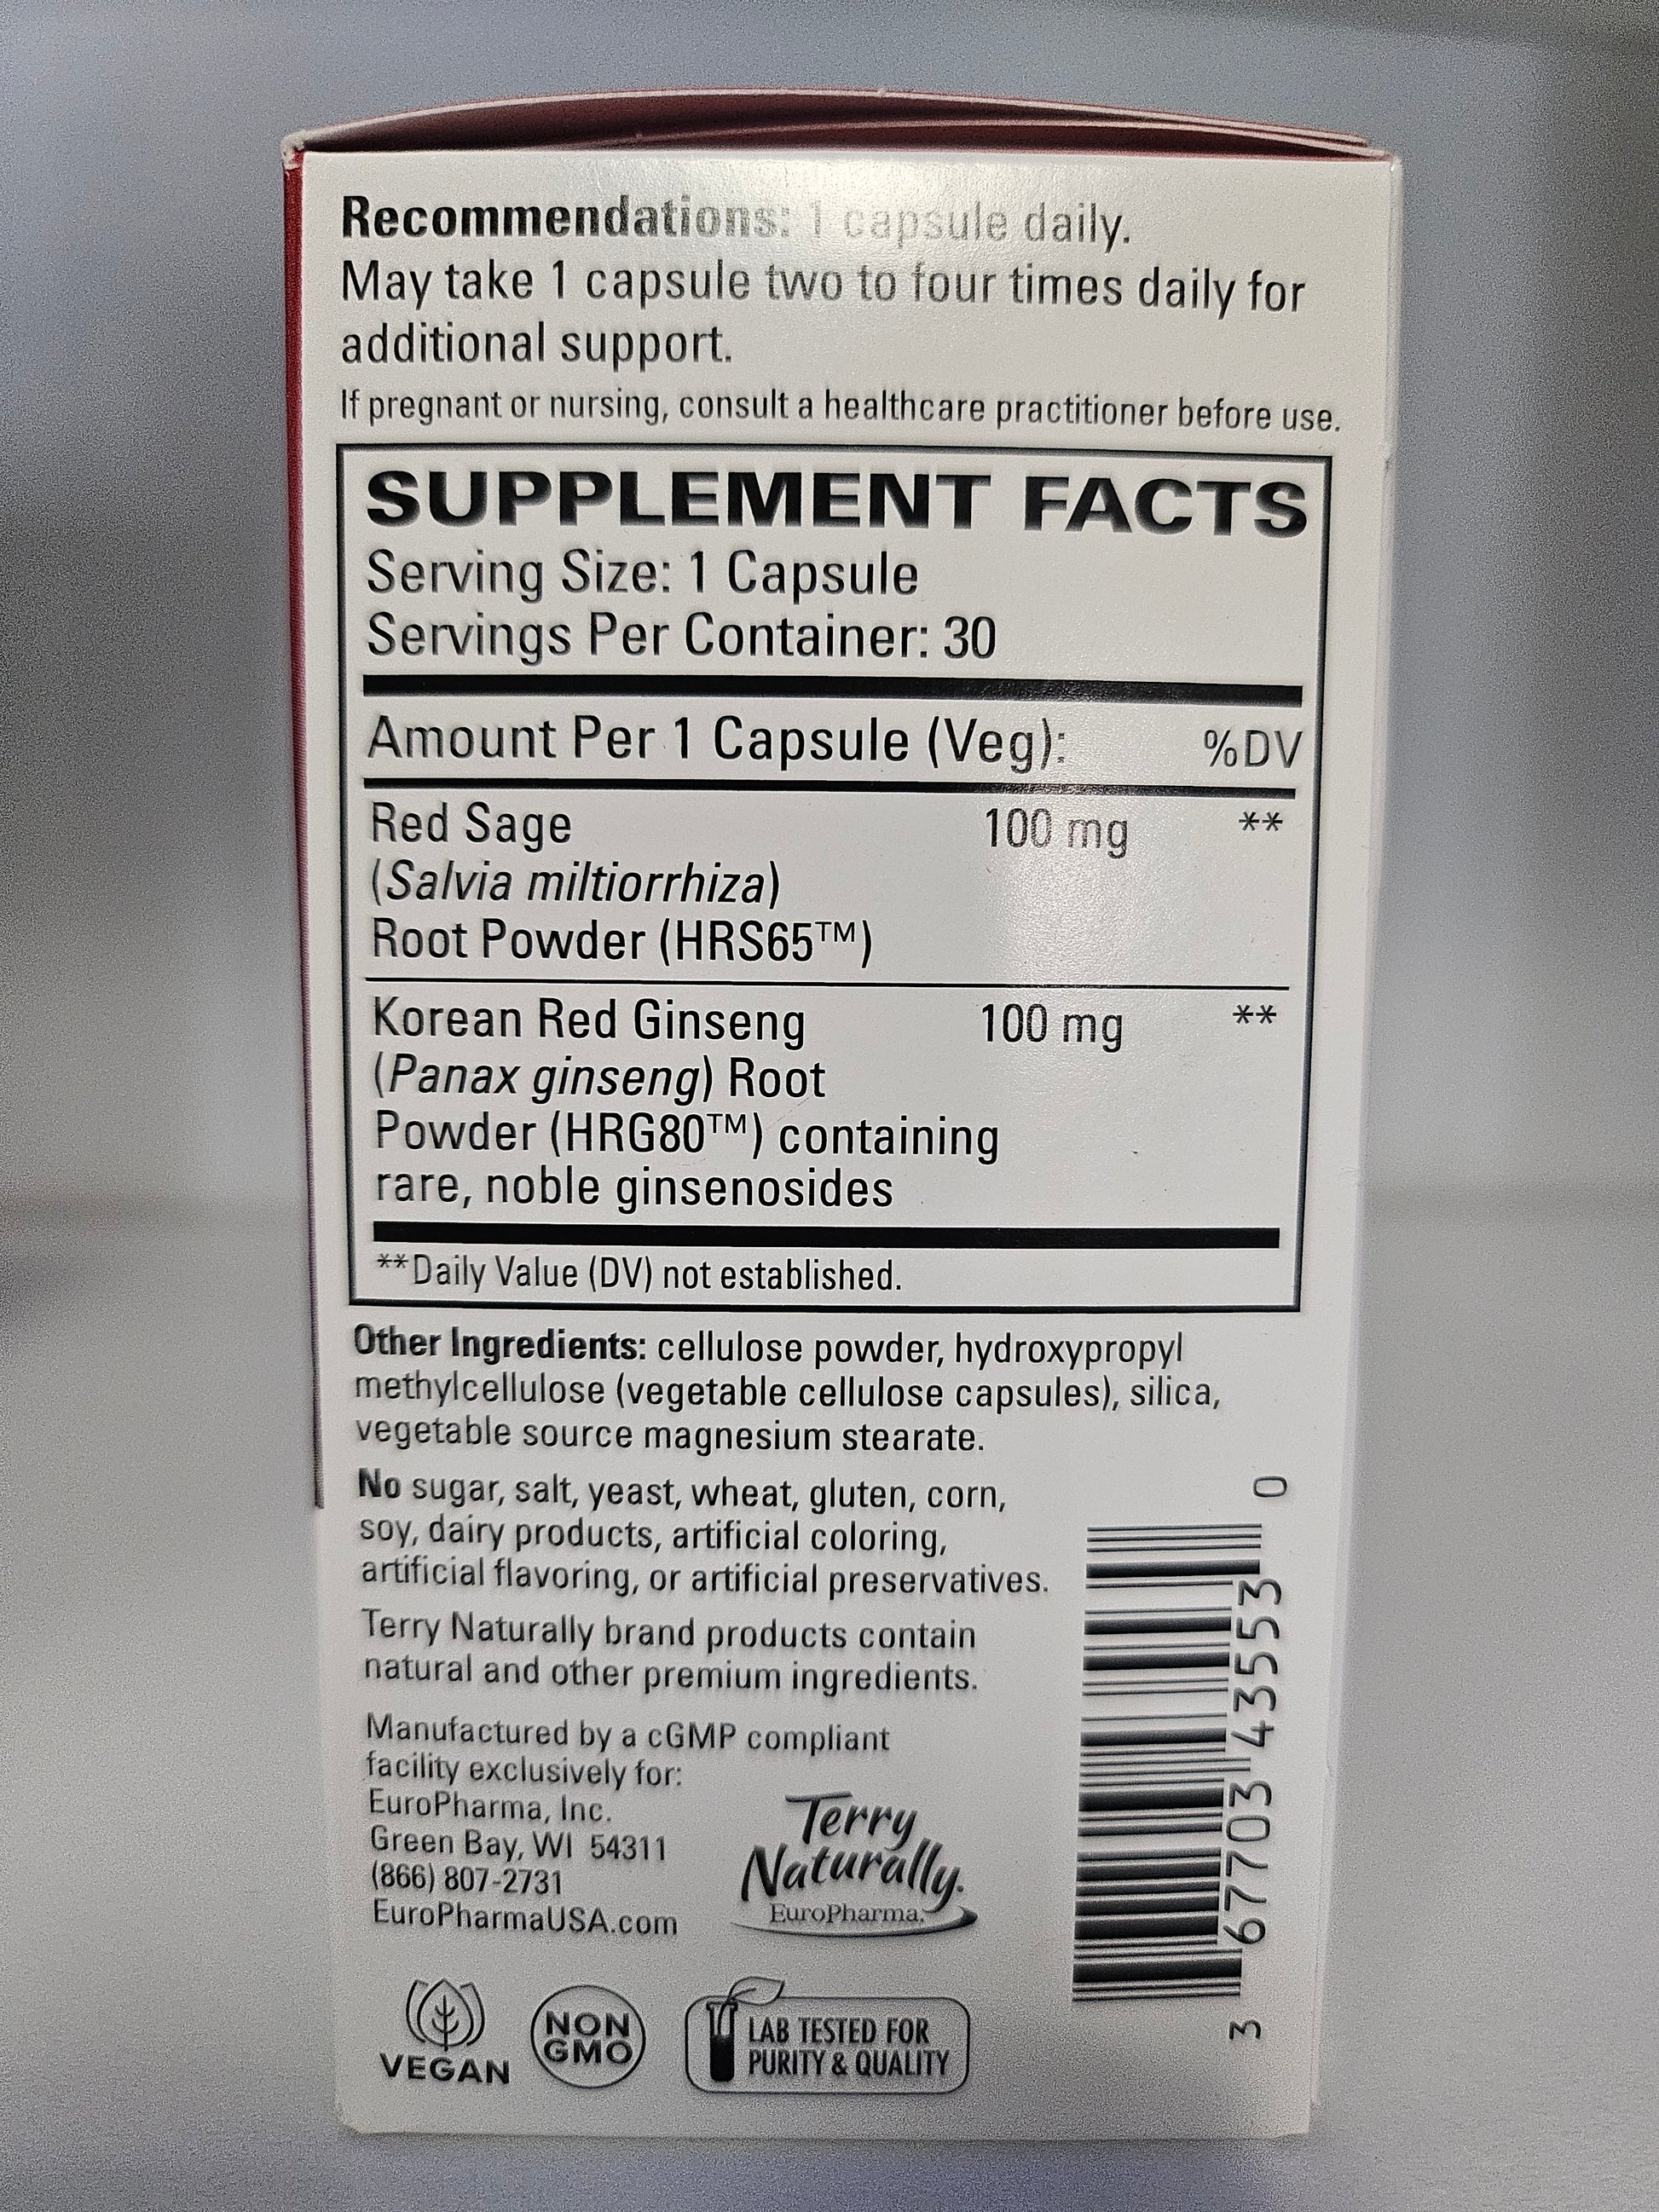 Recommendations: 1 capsule daily.
May take 1 capsule two to four times daily for
additional support.
If pregnant or nursing, consult a healthcare practitioner before use.
SUPPLEMENT FACTS
Serving Size: 1 Capsule
Servings Per Container: 30
Amount Per 1 Capsule (Veg): %DV
Red Sage 100 mg **
(Salvia miltiorrhiza)
Root Powder (HRS65™)
Korean Red Ginseng 100 mg **
(Panax ginseng) Root
Powder (HRG80™) containing
rare, noble ginsenosides
**Daily Value (DV) not established.
Other Ingredients: cellulose powder, hydroxypropyl
methylcellulose (vegetable cellulose capsules), silica,
vegetable source magnesium stearate.
No sugar, salt, yeast, wheat, gluten, corn,
soy, dairy products, artificial coloring,
artificial flavoring, or artificial preservatives.
Terry Naturally brand products contain
natural and other premium ingredients.
Manufactured by a cGMP compliant
facility exclusively for:
EuroPharma, Inc.
Green Bay, WI 54311
(866) 807-2731
EuroPharmaUSA.com
Terry
Naturally.
EuroPharma.
3 67703 43553 0
VEGAN
NON
GMO
LAB TESTED FOR
PURITY & QUALITY